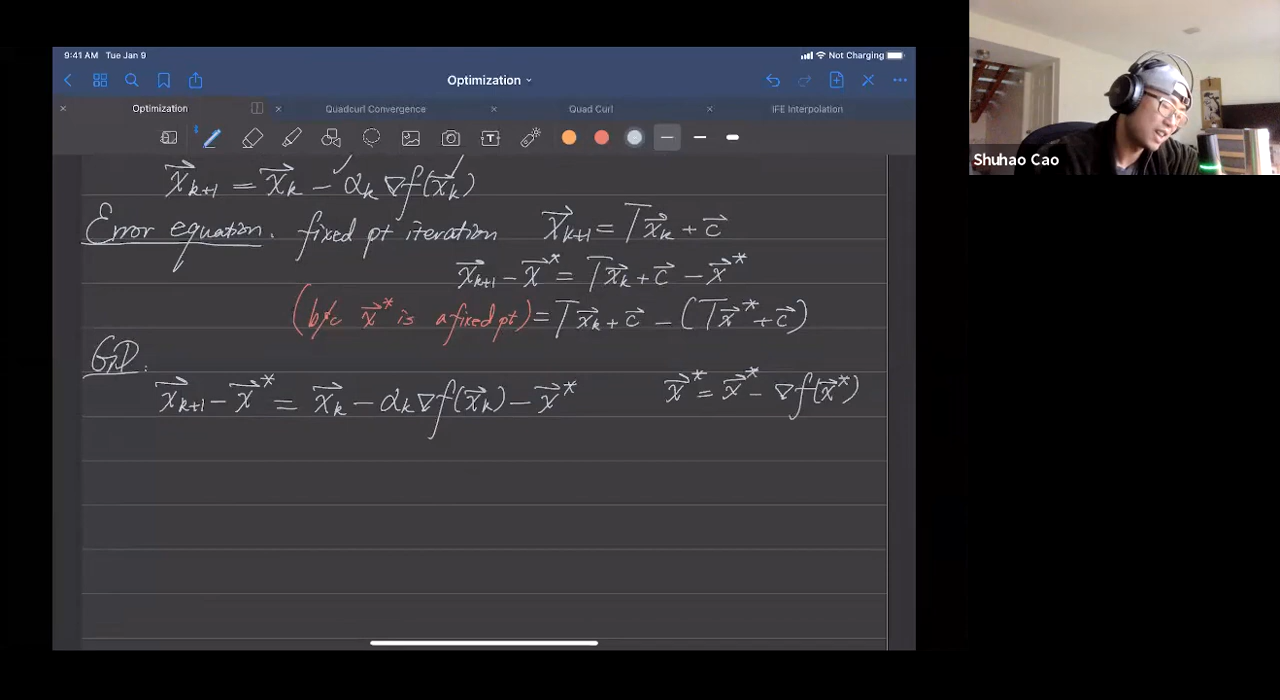 9:41 AM Tue Jan 9
Not Charging
Optimization
Optimization
Quadcurl Convergence
Quad Curl
IFE Interpolation
x⃗ₖ₊₁ = x⃗ₖ − αₖ ∇f(x⃗ₖ)
Error equation. fixed pt iteration x⃗ₖ₊₁ = Tx⃗ₖ + c⃗
x⃗ₖ₊₁ − x⃗* = Tx⃗ₖ + c⃗ − x⃗*
(b/c x⃗* is a fixed pt) = Tx⃗ₖ + c⃗ − (Tx⃗* + c⃗)
GD.
x⃗ₖ₊₁ − x⃗* = x⃗ₖ − αₖ∇f(x⃗ₖ) − x⃗* x⃗* = x⃗* − ∇f(x⃗*)
Shuhao Cao